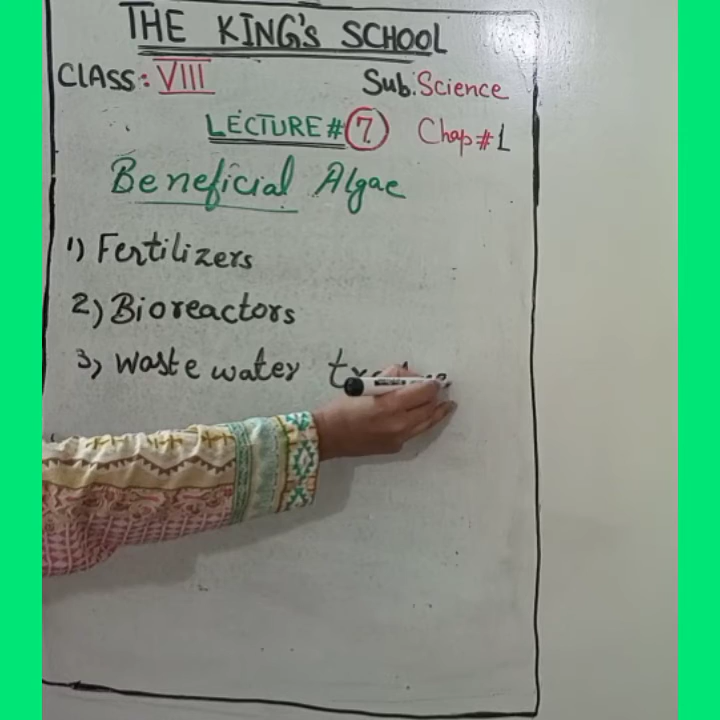 THE KING'S SCHOOL
CLASS: VIII Sub. Science
LECTURE # 7 Chap # 1
Beneficial Algae
1) Fertilizers
2) Bioreactors
3) Waste water